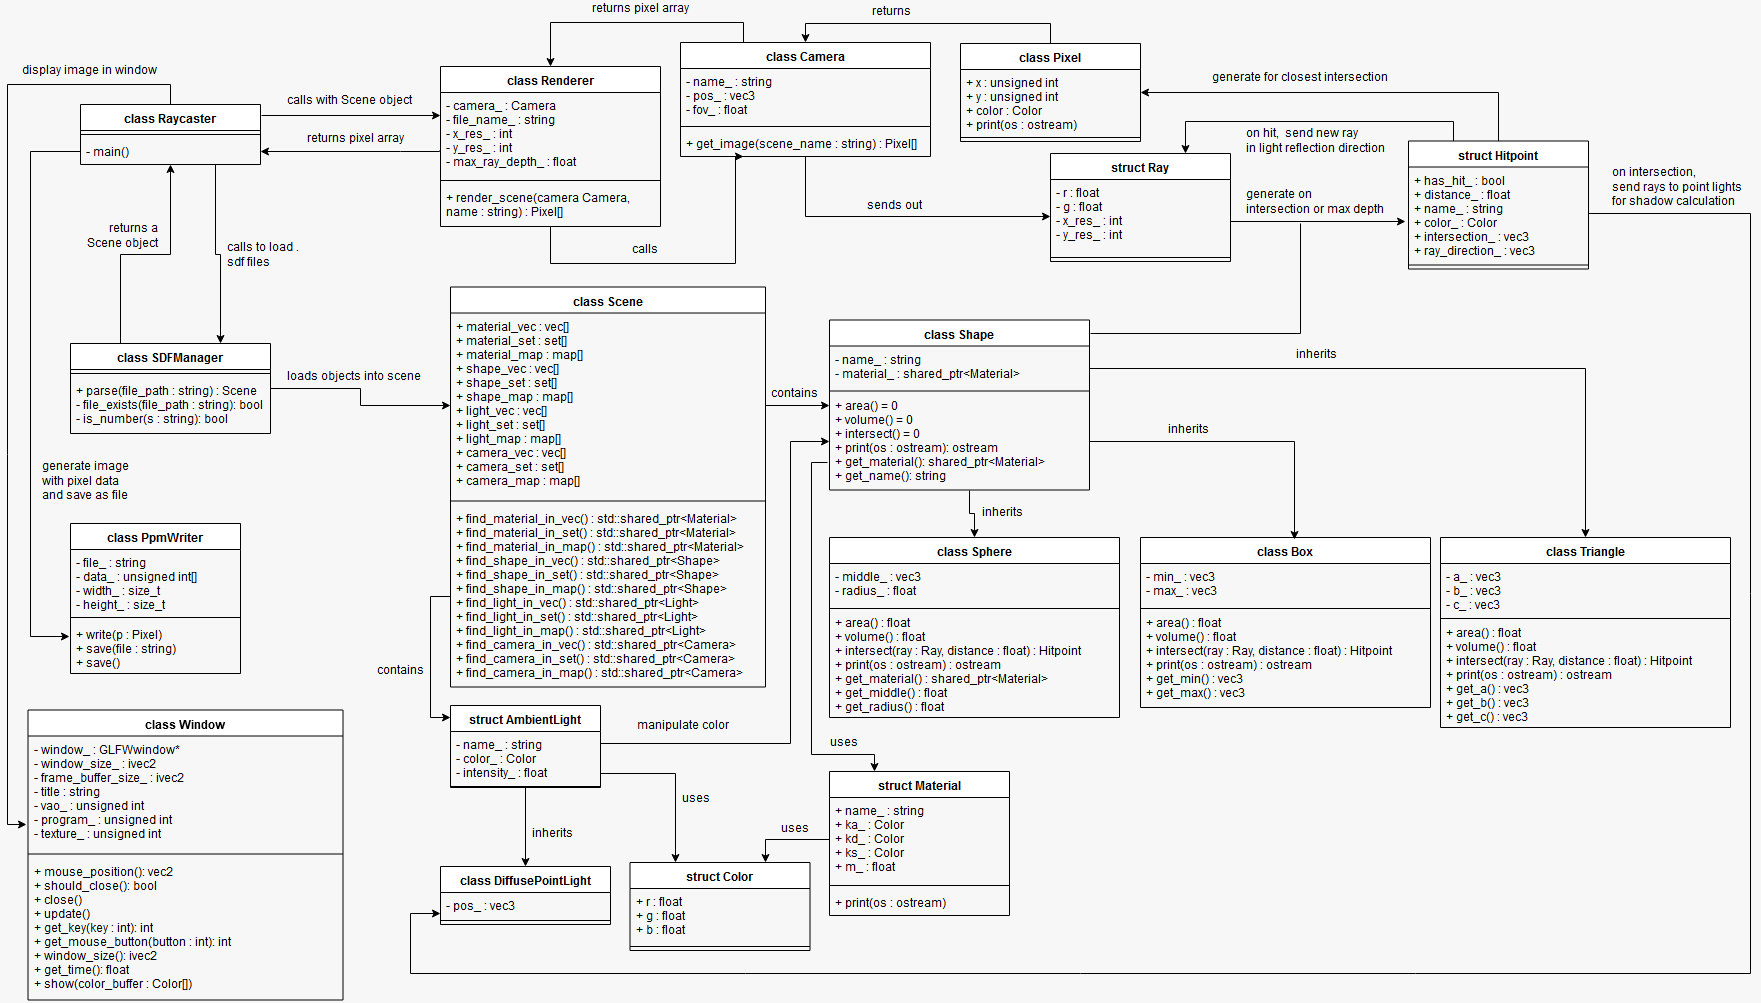 returns pixel array
returns
display image in window
class Raycaster
- main()
calls with Scene object
returns pixel array
class Renderer
- camera_ : Camera
- file_name_ : string
- x_res_ : int
- y_res_ : int
- max_ray_depth_ : float
+ render_scene(camera Camera,
name : string) : Pixel[]
class Camera
- name_ : string
- pos_ : vec3
- fov_ : float
+ get_image(scene_name : string) : Pixel[]
class Pixel
+ x : unsigned int
+ y : unsigned int
+ color : Color
+ print(os : ostream)
generate for closest intersection
on hit, send new ray
in light reflection direction
struct Ray
- r : float
- g : float
- x_res_ : int
- y_res_ : int
generate on
intersection or max depth
struct Hitpoint
+ has_hit_ : bool
+ distance_ : float
+ name_ : string
+ color_ : Color
+ intersection_ : vec3
+ ray_direction_ : vec3
on intersection,
send rays to point lights
for shadow calculation
sends out
calls
returns a
Scene object
calls to load .
sdf files
class SDFManager
+ parse(file_path : string) : Scene
- file_exists(file_path : string): bool
- is_number(s : string): bool
loads objects into scene
class Scene
+ material_vec : vec[]
+ material_set : set[]
+ material_map : map[]
+ shape_vec : vec[]
+ shape_set : set[]
+ shape_map : map[]
+ light_vec : vec[]
+ light_set : set[]
+ light_map : map[]
+ camera_vec : vec[]
+ camera_set : set[]
+ camera_map : map[]
+ find_material_in_vec() : std::shared_ptr<Material>
+ find_material_in_set() : std::shared_ptr<Material>
+ find_material_in_map() : std::shared_ptr<Material>
+ find_shape_in_vec() : std::shared_ptr<Shape>
+ find_shape_in_set() : std::shared_ptr<Shape>
+ find_shape_in_map() : std::shared_ptr<Shape>
+ find_light_in_vec() : std::shared_ptr<Light>
+ find_light_in_set() : std::shared_ptr<Light>
+ find_light_in_map() : std::shared_ptr<Light>
+ find_camera_in_vec() : std::shared_ptr<Camera>
+ find_camera_in_set() : std::shared_ptr<Camera>
+ find_camera_in_map() : std::shared_ptr<Camera>
contains
class Shape
- name_ : string
- material_ : shared_ptr<Material>
+ area() = 0
+ volume() = 0
+ intersect() = 0
+ print(os : ostream): ostream
+ get_material(): shared_ptr<Material>
+ get_name(): string
inherits
inherits
inherits
generate image
with pixel data
and save as file
class PpmWriter
- file_ : string
- data_ : unsigned int[]
- width_ : size_t
- height_ : size_t
+ write(p : Pixel)
+ save(file : string)
+ save()
class Sphere
- middle_ : vec3
- radius_ : float
+ area() : float
+ volume() : float
+ intersect(ray : Ray, distance : float) : Hitpoint
+ print(os : ostream) : ostream
+ get_material() : shared_ptr<Material>
+ get_middle() : float
+ get_radius() : float
class Box
- min_ : vec3
- max_ : vec3
+ area() : float
+ volume() : float
+ intersect(ray : Ray, distance : float) : Hitpoint
+ print(os : ostream) : ostream
+ get_min() : vec3
+ get_max() : vec3
class Triangle
- a_ : vec3
- b_ : vec3
- c_ : vec3
+ area() : float
+ volume() : float
+ intersect(ray : Ray, distance : float) : Hitpoint
+ print(os : ostream) : ostream
+ get_a() : vec3
+ get_b() : vec3
+ get_c() : vec3
contains
class Window
- window_ : GLFWwindow*
- window_size_ : ivec2
- frame_buffer_size_ : ivec2
- title : string
- vao_ : unsigned int
- program_ : unsigned int
- texture_ : unsigned int
+ mouse_position(): vec2
+ should_close(): bool
+ close()
+ update()
+ get_key(key : int): int
+ get_mouse_button(button : int): int
+ window_size(): ivec2
+ get_time(): float
+ show(color_buffer : Color[])
struct AmbientLight
- name_ : string
- color_ : Color
- intensity_ : float
manipulate color
uses
inherits
uses
uses
struct Material
+ name_ : string
+ ka_ : Color
+ kd_ : Color
+ ks_ : Color
+ m_ : float
+ print(os : ostream)
class DiffusePointLight
- pos_ : vec3
struct Color
+ r : float
+ g : float
+ b : float